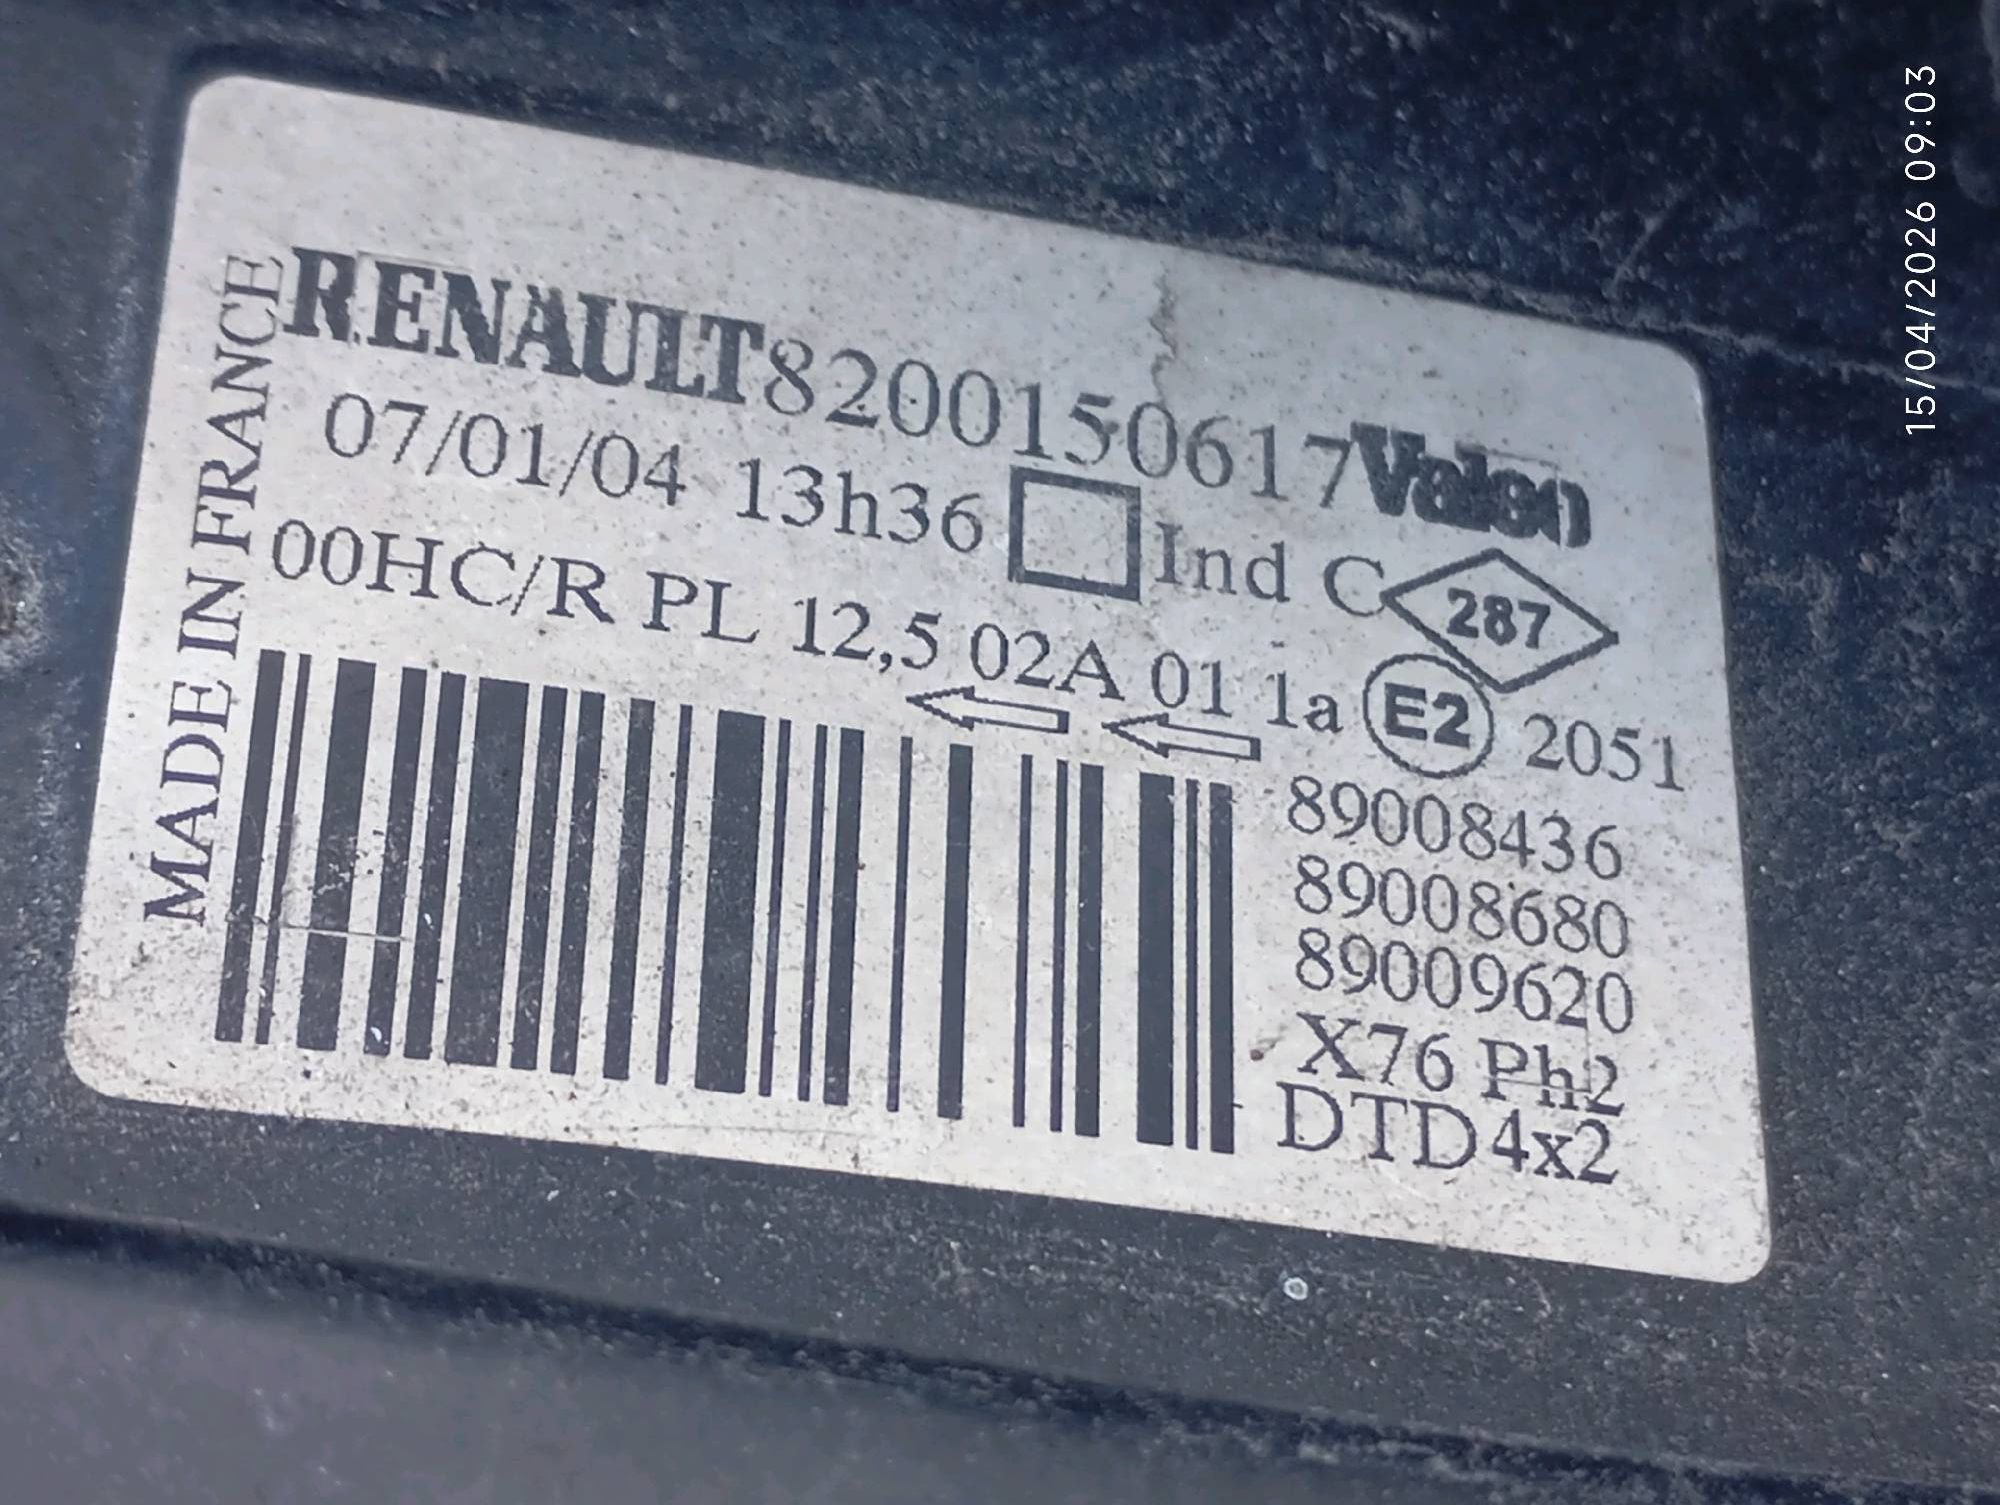 RENAULT8200150617Valeo
07/01/04 13h36 Ind C 287
00HC/R PL 12,5 02A 01 1a E2 2051
89008436
89008680
89009620
X76 Ph2
DTD4x2
MADE IN FRANCE
15/04/2026 09:03